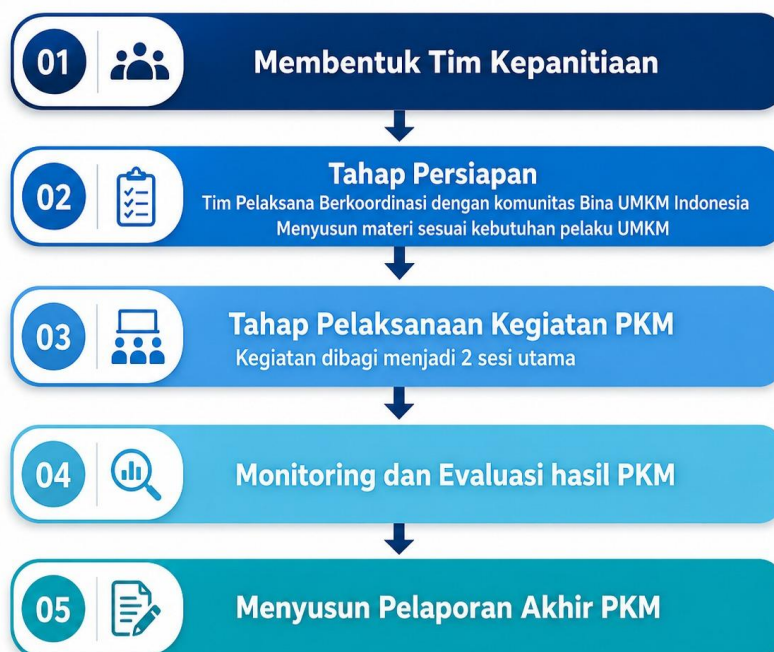 01
Membentuk Tim Kepanitiaan
02
Tahap Persiapan
Tim Pelaksana Berkoordinasi dengan komunitas Bina UMKM Indonesia
Menyusun materi sesuai kebutuhan pelaku UMKM
03
Tahap Pelaksanaan Kegiatan PKM
Kegiatan dibagi menjadi 2 sesi utama
04
Monitoring dan Evaluasi hasil PKM
05
Menyusun Pelaporan Akhir PKM